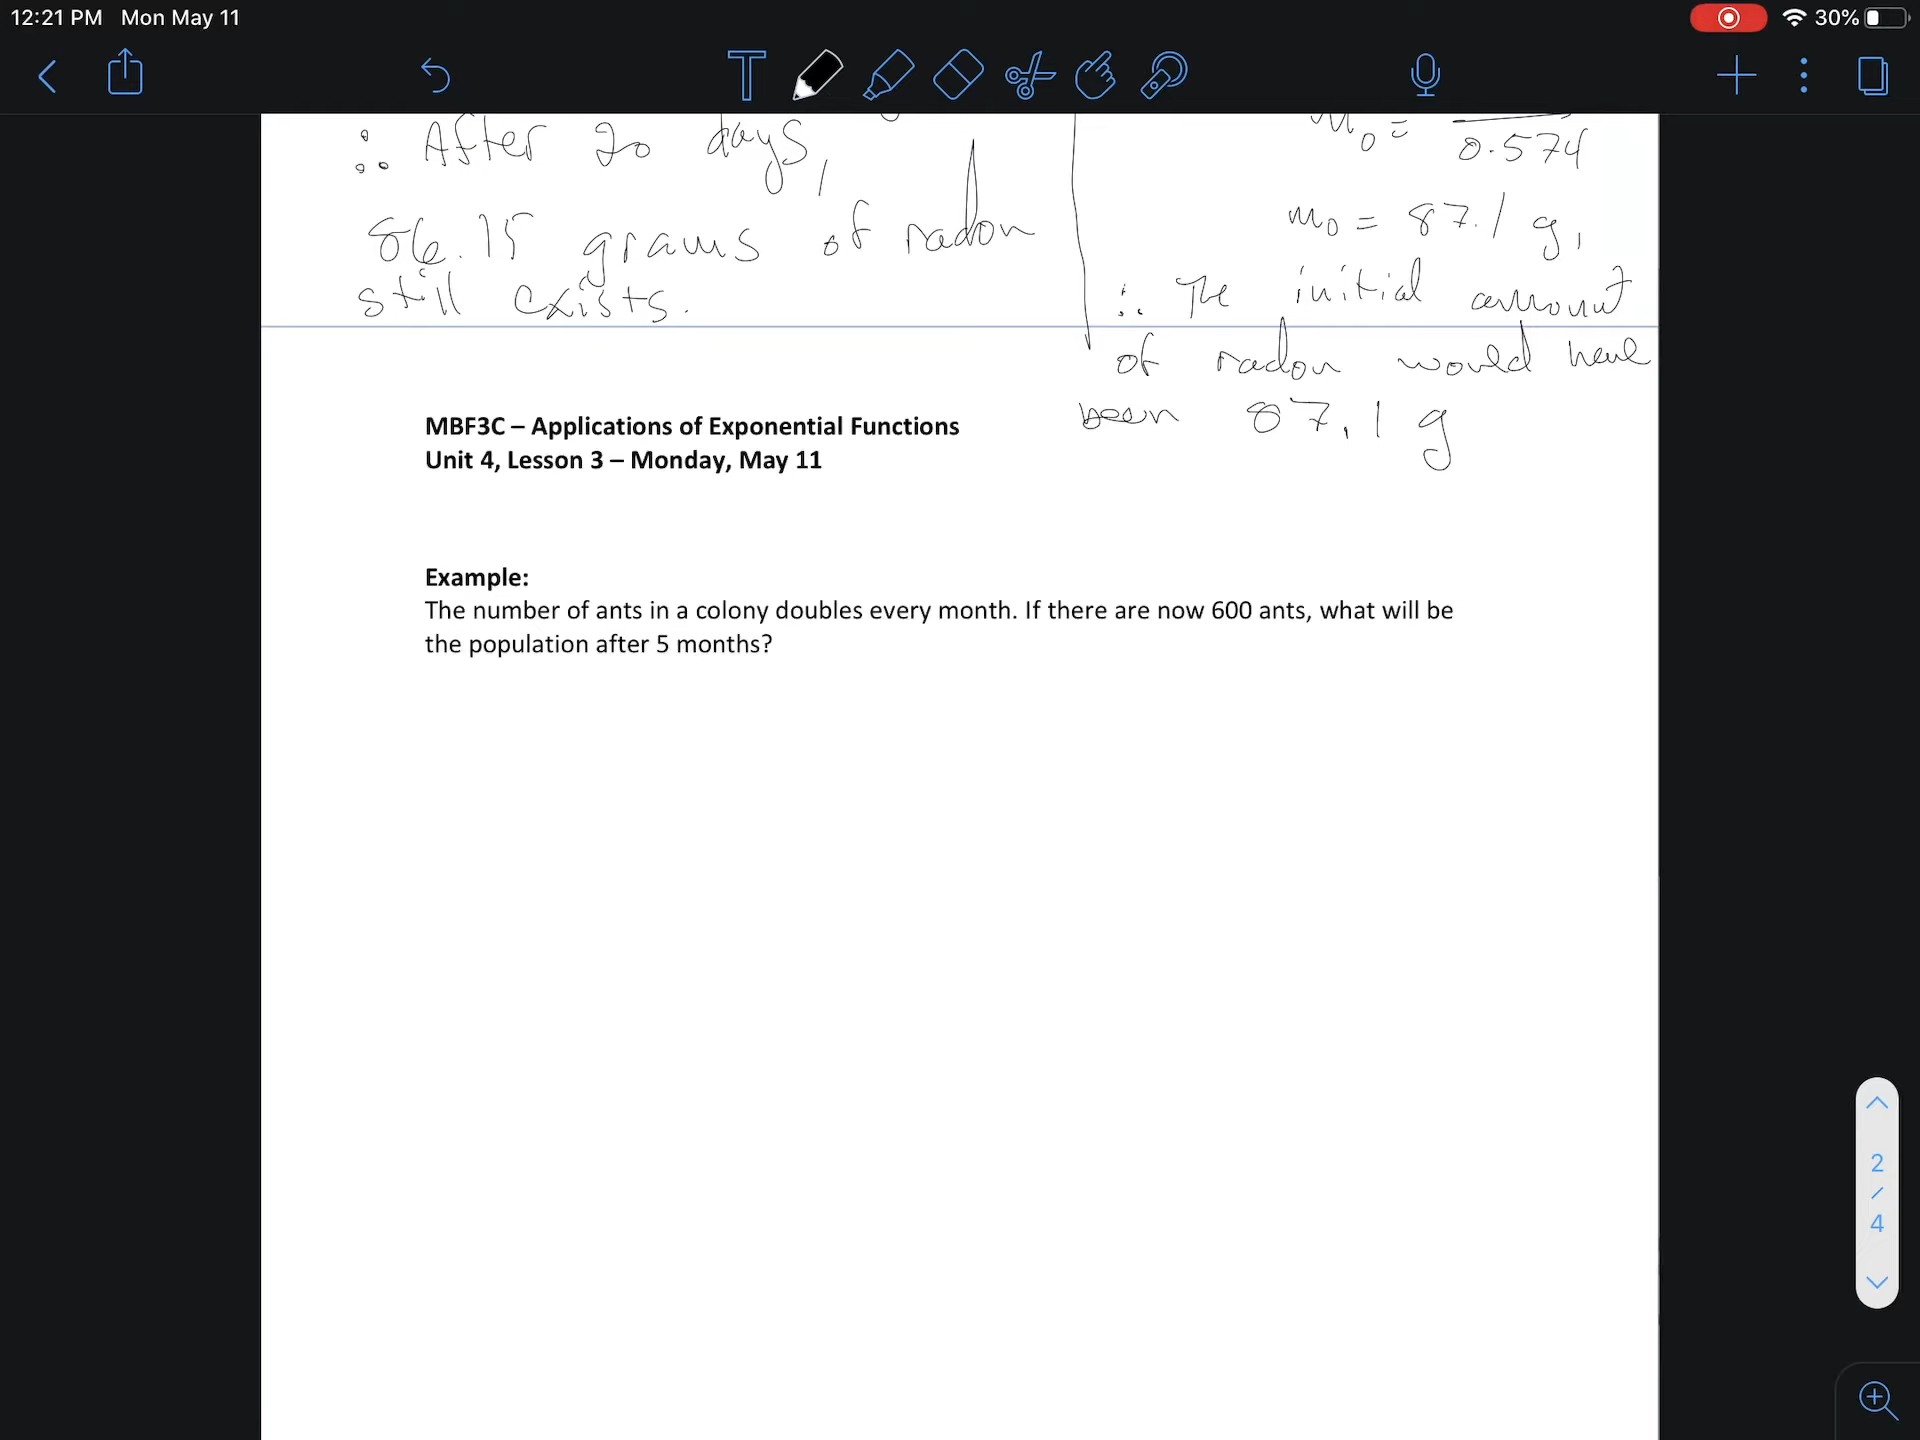 12:21 PM Mon May 11
30%
∴ After 20 days,
86.15 grams of radon
still exists.
m₀ =
0.574
m₀ = 87.1 g,
∴ The initial amount
of radon would have
been 87.1 g
MBF3C – Applications of Exponential Functions
Unit 4, Lesson 3 – Monday, May 11
Example:
The number of ants in a colony doubles every month. If there are now 600 ants, what will be
the population after 5 months?
2
/
4